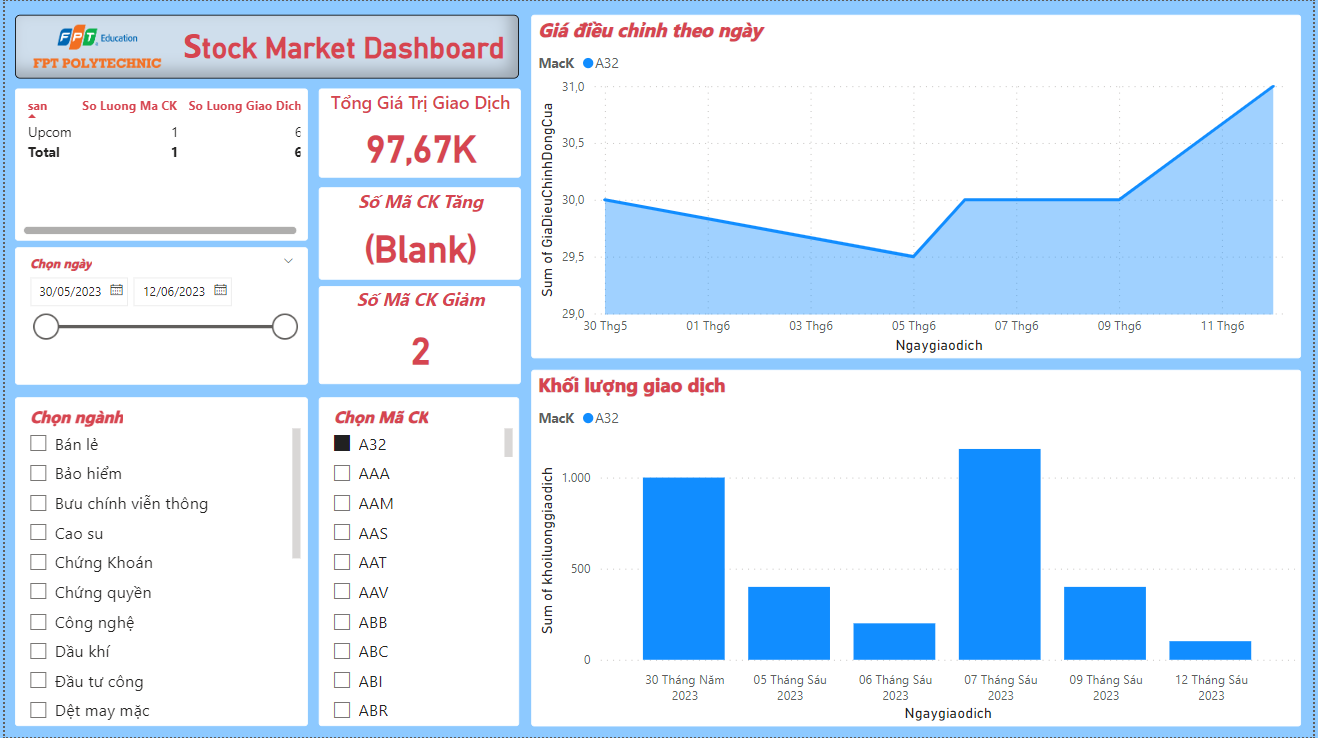 FPT Education
FPT POLYTECHNIC
Stock Market Dashboard
san So Luong Ma CK So Luong Giao Dich
Upcom 1 6
Total 1 6
Tổng Giá Trị Giao Dịch
97,67K
Số Mã CK Tăng
(Blank)
Số Mã CK Giảm
2
Chọn ngày
30/05/2023 12/06/2023
Chọn ngành
Bán lẻ
Bảo hiểm
Bưu chính viễn thông
Cao su
Chứng Khoán
Chứng quyền
Công nghệ
Dầu khí
Đầu tư công
Dệt may mặc
Chọn Mã CK
A32
AAA
AAM
AAS
AAT
AAV
ABB
ABC
ABI
ABR
Giá điều chỉnh theo ngày
MacK A32
Sum of GiaDieuChinhDongCua
31,0
30,5
30,0
29,5
29,0
30 Thg5 01 Thg6 03 Thg6 05 Thg6 07 Thg6 09 Thg6 11 Thg6
Ngaygiaodich
Khối lượng giao dịch
MacK A32
Sum of khoiluonggiaodich
1.000
500
0
30 Tháng Năm 05 Tháng Sáu 06 Tháng Sáu 07 Tháng Sáu 09 Tháng Sáu 12 Tháng Sáu
2023 2023 2023 2023 2023 2023
Ngaygiaodich